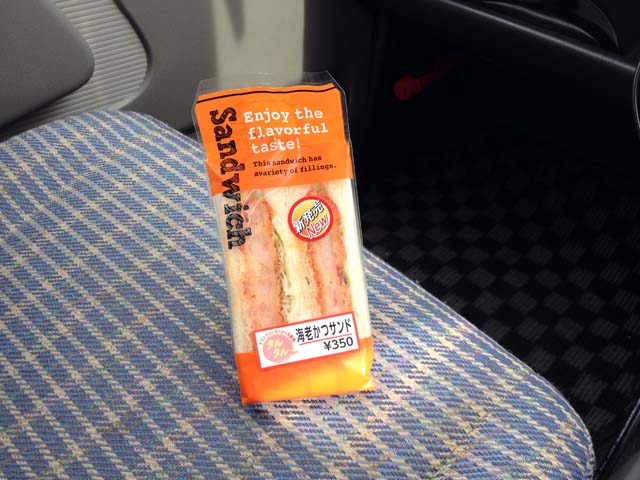 Enjoy the
flavorful
taste!
This sandwich has
avariety of fillings.
Sandwich
新発売
New
タル
タル
海老かつサンド
¥350